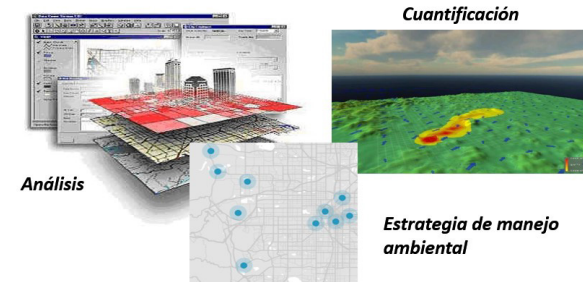 Cuantificación
Análisis
Estrategia de manejo
ambiental